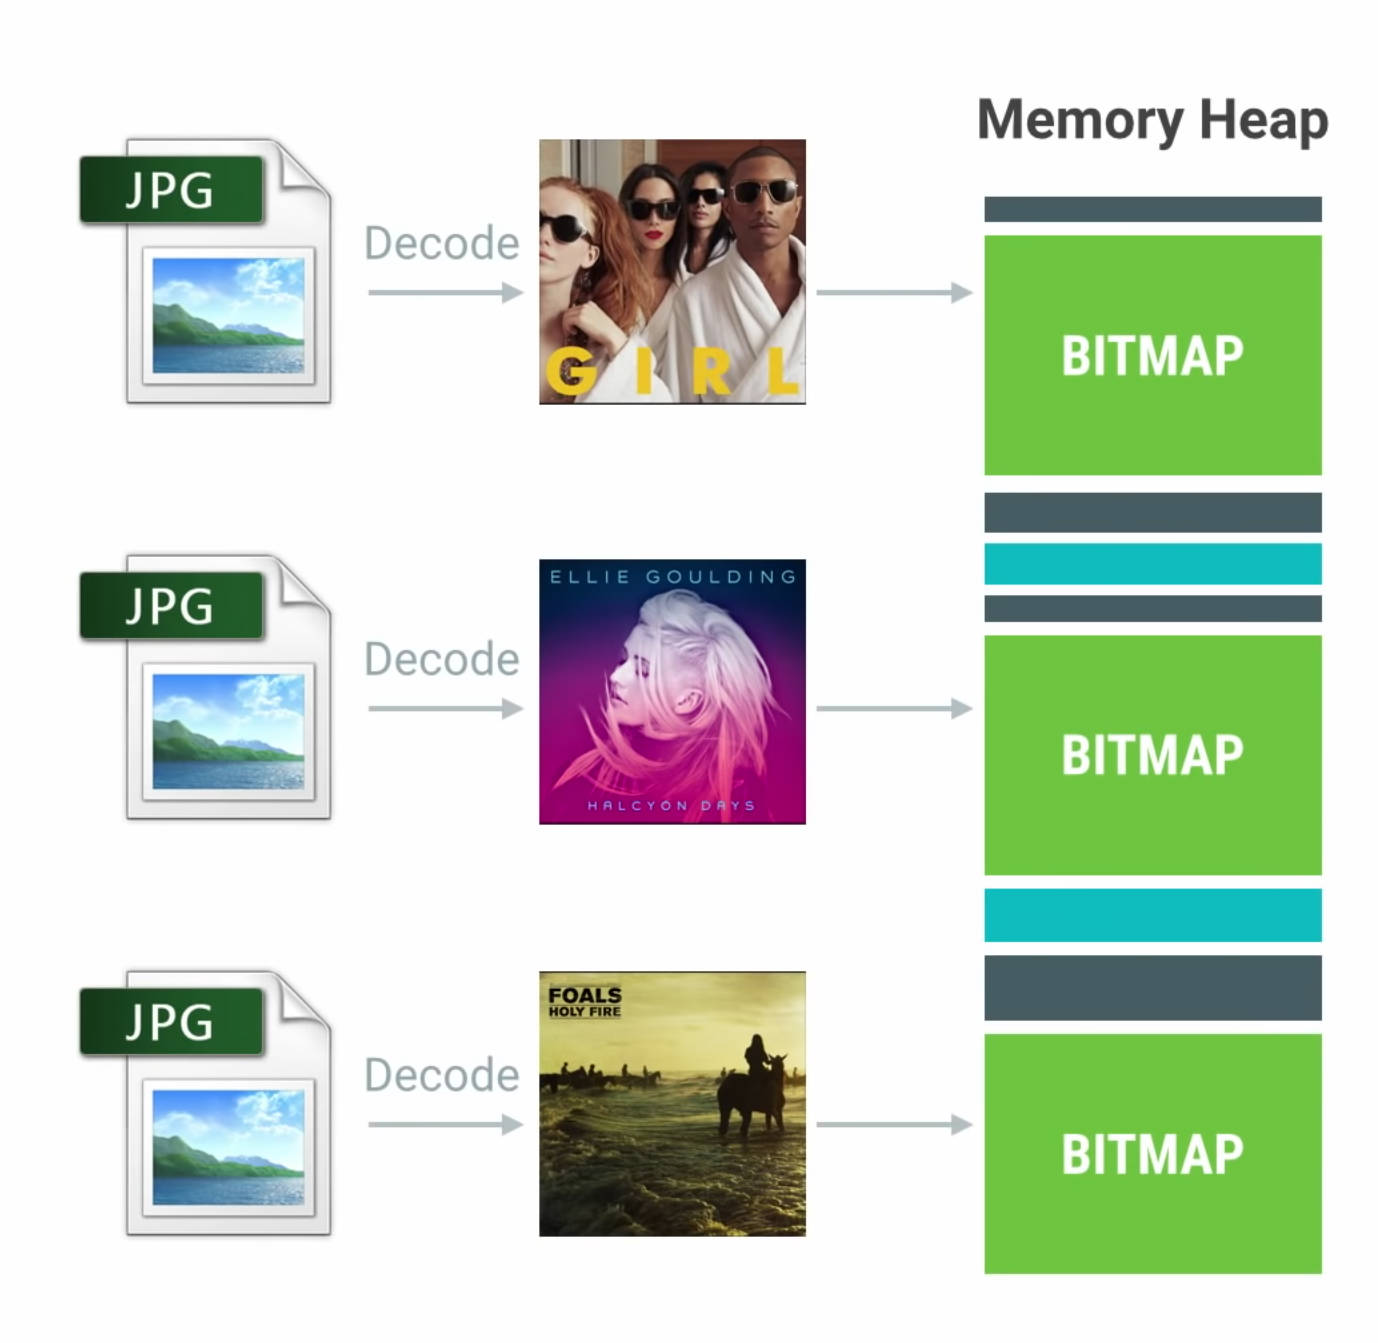 Memory Heap
JPG
Decode
GIRL
BITMAP
JPG
Decode
ELLIE GOULDING
HALCYON DAYS
BITMAP
JPG
Decode
FOALS
HOLY FIRE
BITMAP